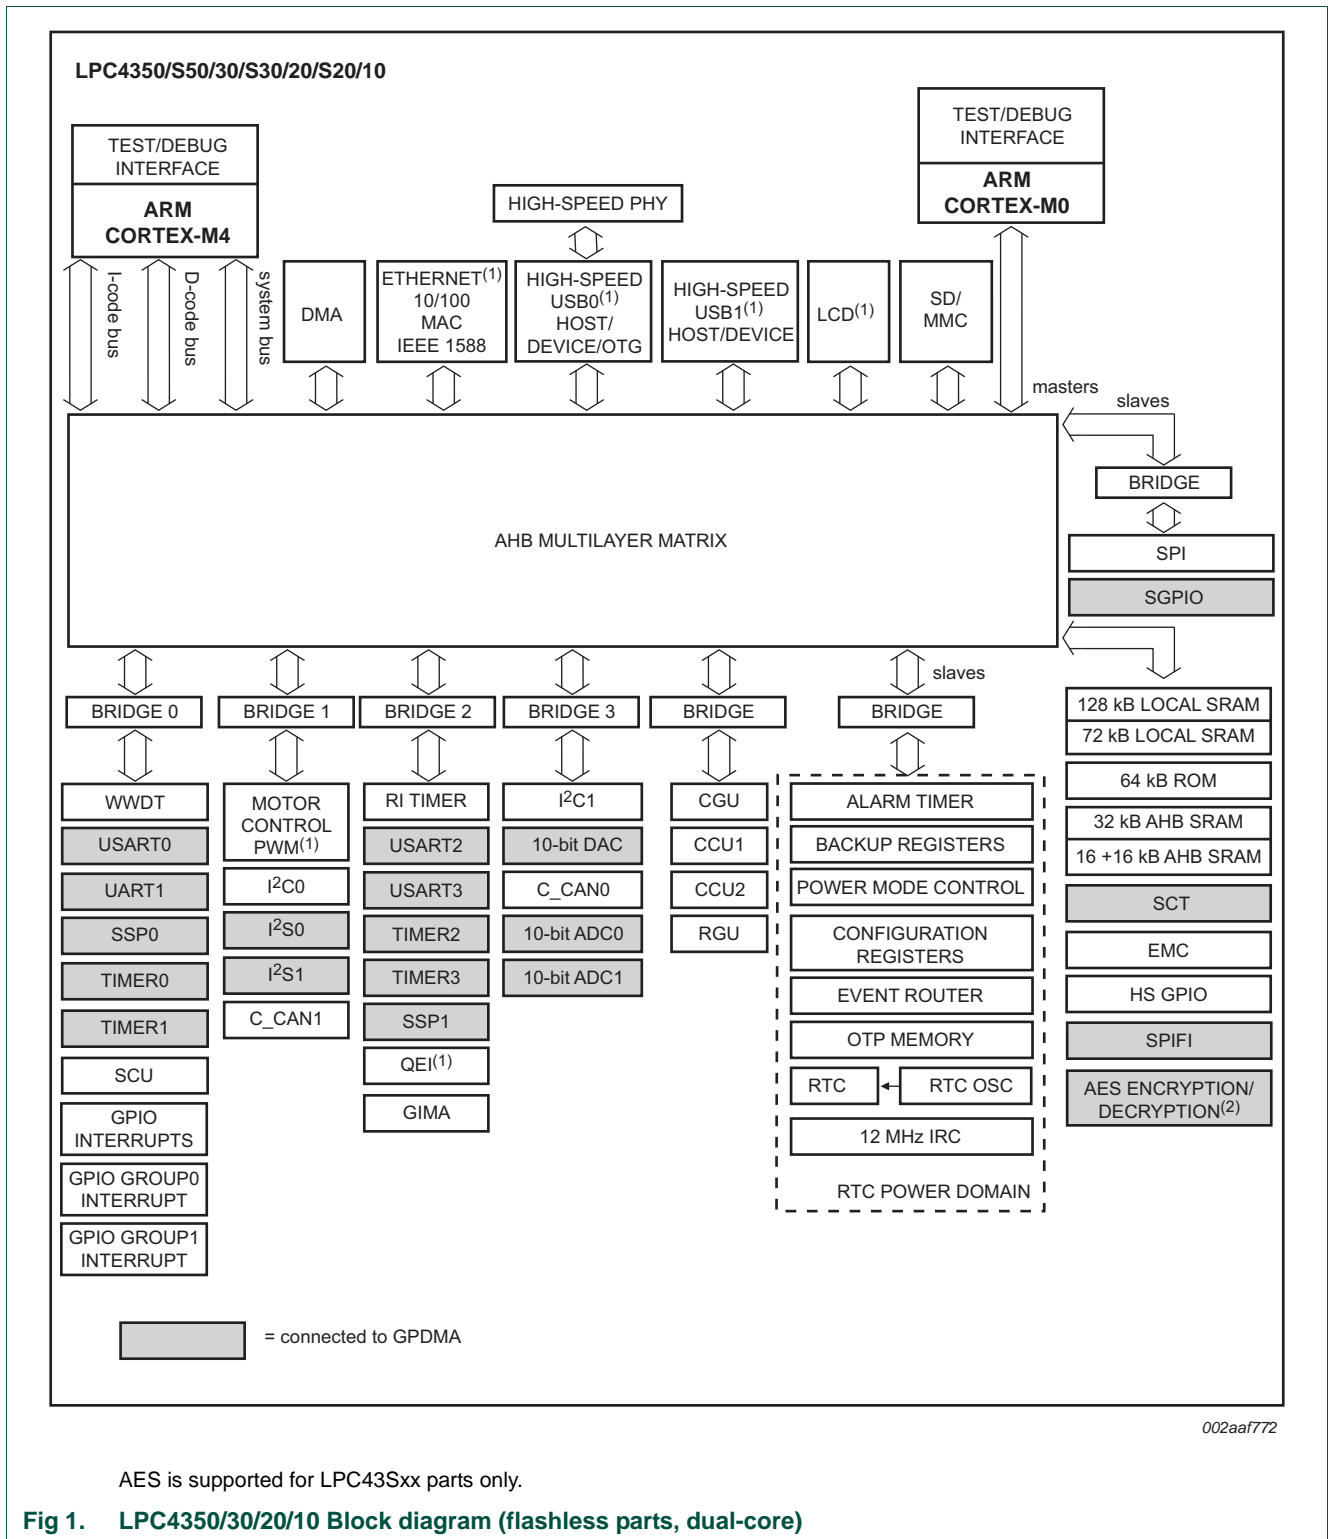 LPC4350/S50/30/S30/20/S20/10
TEST/DEBUG
INTERFACE
ARM
CORTEX-M4
TEST/DEBUG
INTERFACE
ARM
CORTEX-M0
HIGH-SPEED PHY
I-code bus
D-code bus
system bus
DMA
ETHERNET(1)
10/100
MAC
IEEE 1588
HIGH-SPEED
USB0(1)
HOST/
DEVICE/OTG
HIGH-SPEED
USB1(1)
HOST/DEVICE
LCD(1)
SD/
MMC
masters
slaves
BRIDGE
SPI
SGPIO
AHB MULTILAYER MATRIX
slaves
BRIDGE 0
WWDT
USART0
UART1
SSP0
TIMER0
TIMER1
SCU
GPIO
INTERRUPTS
GPIO GROUP0
INTERRUPT
GPIO GROUP1
INTERRUPT
BRIDGE 1
MOTOR
CONTROL
PWM(1)
I2C0
I2S0
I2S1
C_CAN1
BRIDGE 2
RI TIMER
USART2
USART3
TIMER2
TIMER3
SSP1
QEI(1)
GIMA
BRIDGE 3
I2C1
10-bit DAC
C_CAN0
10-bit ADC0
10-bit ADC1
BRIDGE
CGU
CCU1
CCU2
RGU
BRIDGE
ALARM TIMER
BACKUP REGISTERS
POWER MODE CONTROL
CONFIGURATION
REGISTERS
EVENT ROUTER
OTP MEMORY
RTC
RTC OSC
12 MHz IRC
RTC POWER DOMAIN
128 kB LOCAL SRAM
72 kB LOCAL SRAM
64 kB ROM
32 kB AHB SRAM
16 +16 kB AHB SRAM
SCT
EMC
HS GPIO
SPIFI
AES ENCRYPTION/
DECRYPTION(2)
= connected to GPDMA
002aaf772
AES is supported for LPC43Sxx parts only.
Fig 1. LPC4350/30/20/10 Block diagram (flashless parts, dual-core)